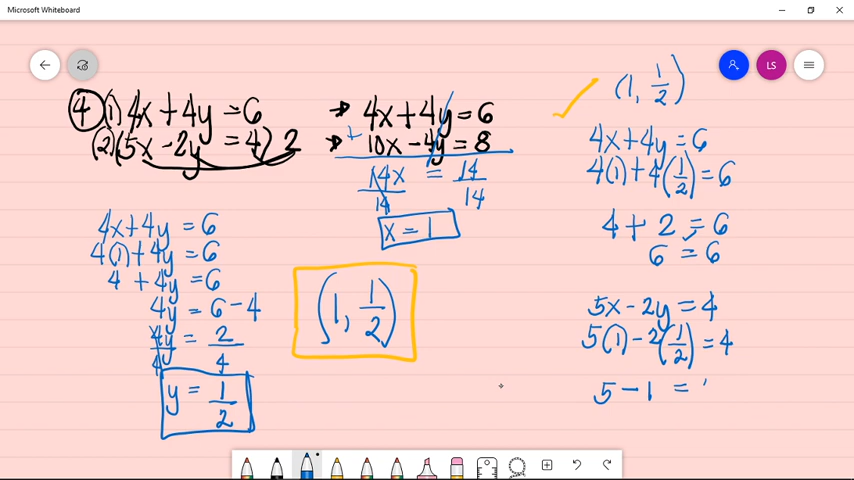 Microsoft Whiteboard
LS
④ (1) 4x + 4y = 6
(2) (5x - 2y = 4) 2
→ 4x + 4y = 6
+ → 10x - 4y = 8
14x = 14
14 14
x = 1
4x + 4y = 6
4(1) + 4y = 6
4 + 4y = 6
4y = 6 - 4
4y = 2
4 4
y = 1/2
(1, 1/2)
✓ (1, 1/2)
4x + 4y = 6
4(1) + 4(1/2) = 6
4 + 2 = 6
6 = 6
5x - 2y = 4
5(1) - 2(1/2) = 4
5 - 1 =